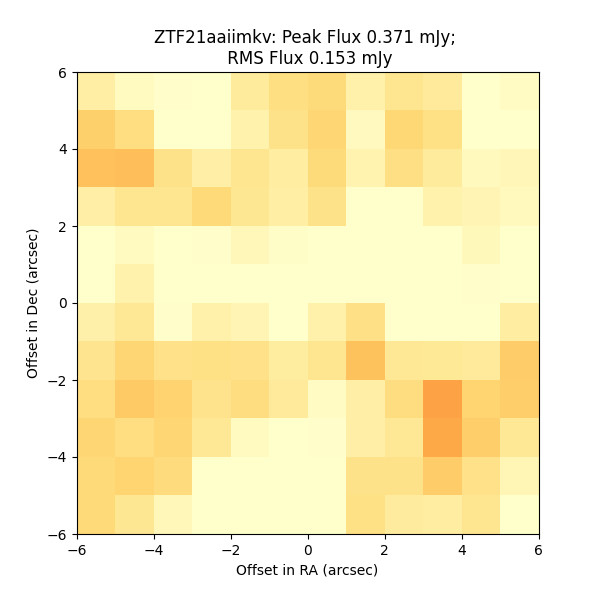 ZTF21aaiimkv: Peak Flux 0.371 mJy;
RMS Flux 0.153 mJy
6
4
2
0
−2
−4
−6
Offset in Dec (arcsec)
−6 −4 −2 0 2 4 6
Offset in RA (arcsec)